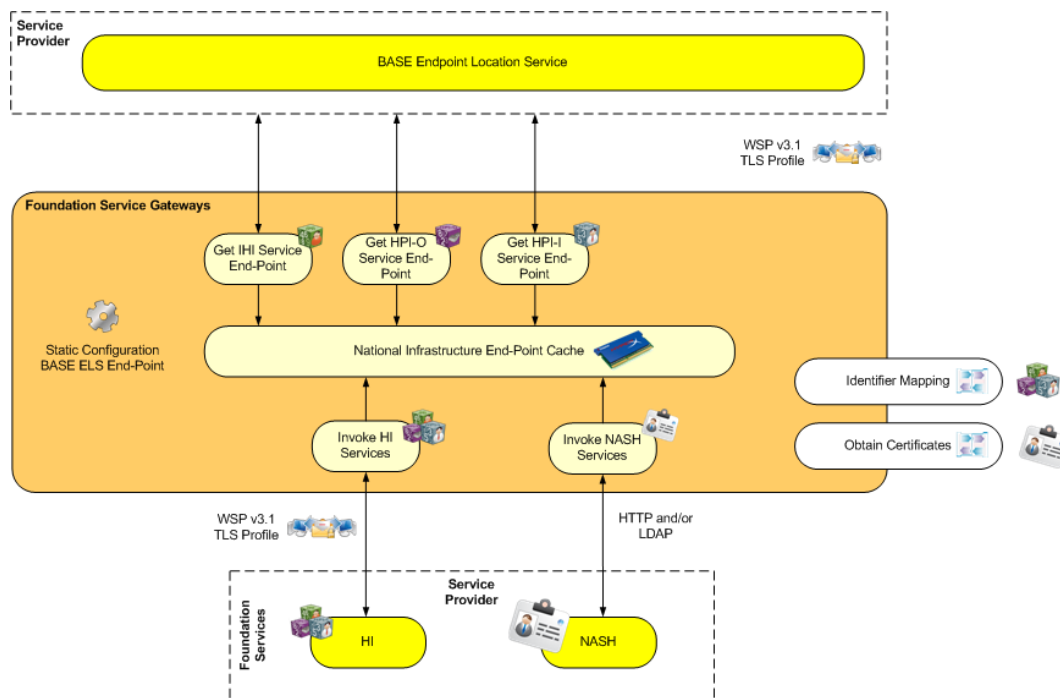 Service
Provider
BASE Endpoint Location Service
WSP v3.1
TLS Profile
Foundation Service Gateways
Get IHI Service
End-Point
Get HPI-O
Service End-
Point
Get HPI-I
Service End-
Point
Static Configuration
BASE ELS End-Point
National Infrastructure End-Point Cache
Identifier Mapping
Invoke HI
Services
Invoke NASH
Services
Obtain Certificates
WSP v3.1
TLS Profile
HTTP and/or
LDAP
Foundation
Services
Service
Provider
HI
NASH